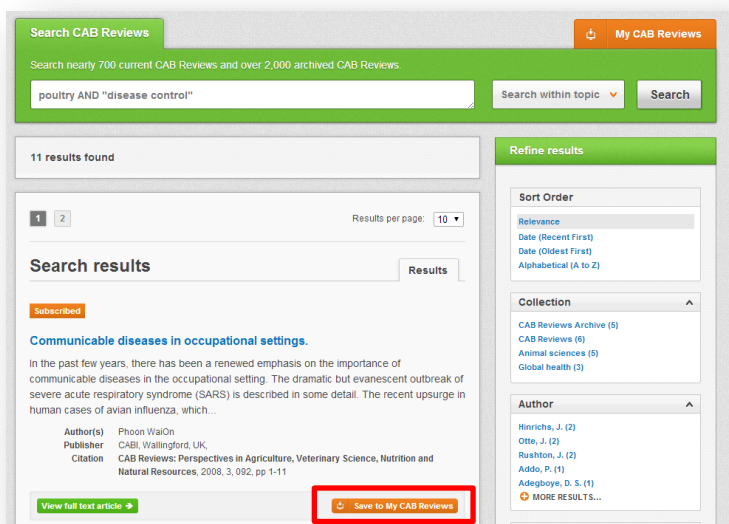 Search CAB Reviews
My CAB Reviews
Search nearly 700 current CAB Reviews and over 2,000 archived CAB Reviews.
poultry AND "disease control"
Search within topic
Search
11 results found
1 2
Results per page: 10
Search results
Results
Subscribed
Communicable diseases in occupational settings.
In the past few years, there has been a renewed emphasis on the importance of
communicable diseases in the occupational setting. The dramatic but evanescent outbreak of
severe acute respiratory syndrome (SARS) is described in some detail. The recent upsurge in
human cases of avian influenza, which...
Author(s) Phoon WaiOn
Publisher CABI, Wallingford, UK,
Citation CAB Reviews: Perspectives in Agriculture, Veterinary Science, Nutrition and
Natural Resources, 2008, 3, 092, pp 1-11
View full text article
Save to My CAB Reviews
Refine results
Sort Order
Relevance
Date (Recent First)
Date (Oldest First)
Alphabetical (A to Z)
Collection
CAB Reviews Archive (5)
CAB Reviews (6)
Animal sciences (5)
Global health (3)
Author
Hinrichs, J. (2)
Otte, J. (2)
Rushton, J. (2)
Addo, P. (1)
Adegboye, D. S. (1)
MORE RESULTS...